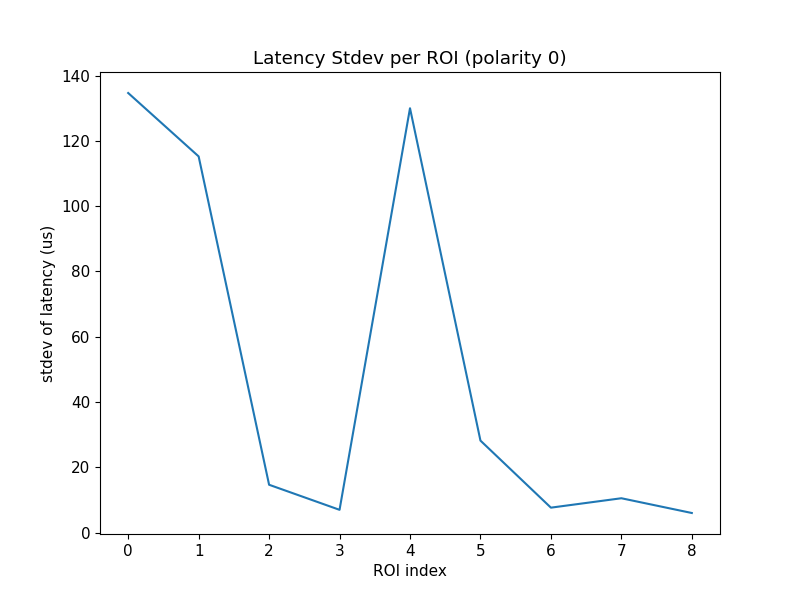 Latency Stdev per ROI (polarity 0)
stdev of latency (us)
140
120
100
80
60
40
20
0
0 1 2 3 4 5 6 7 8
ROI index